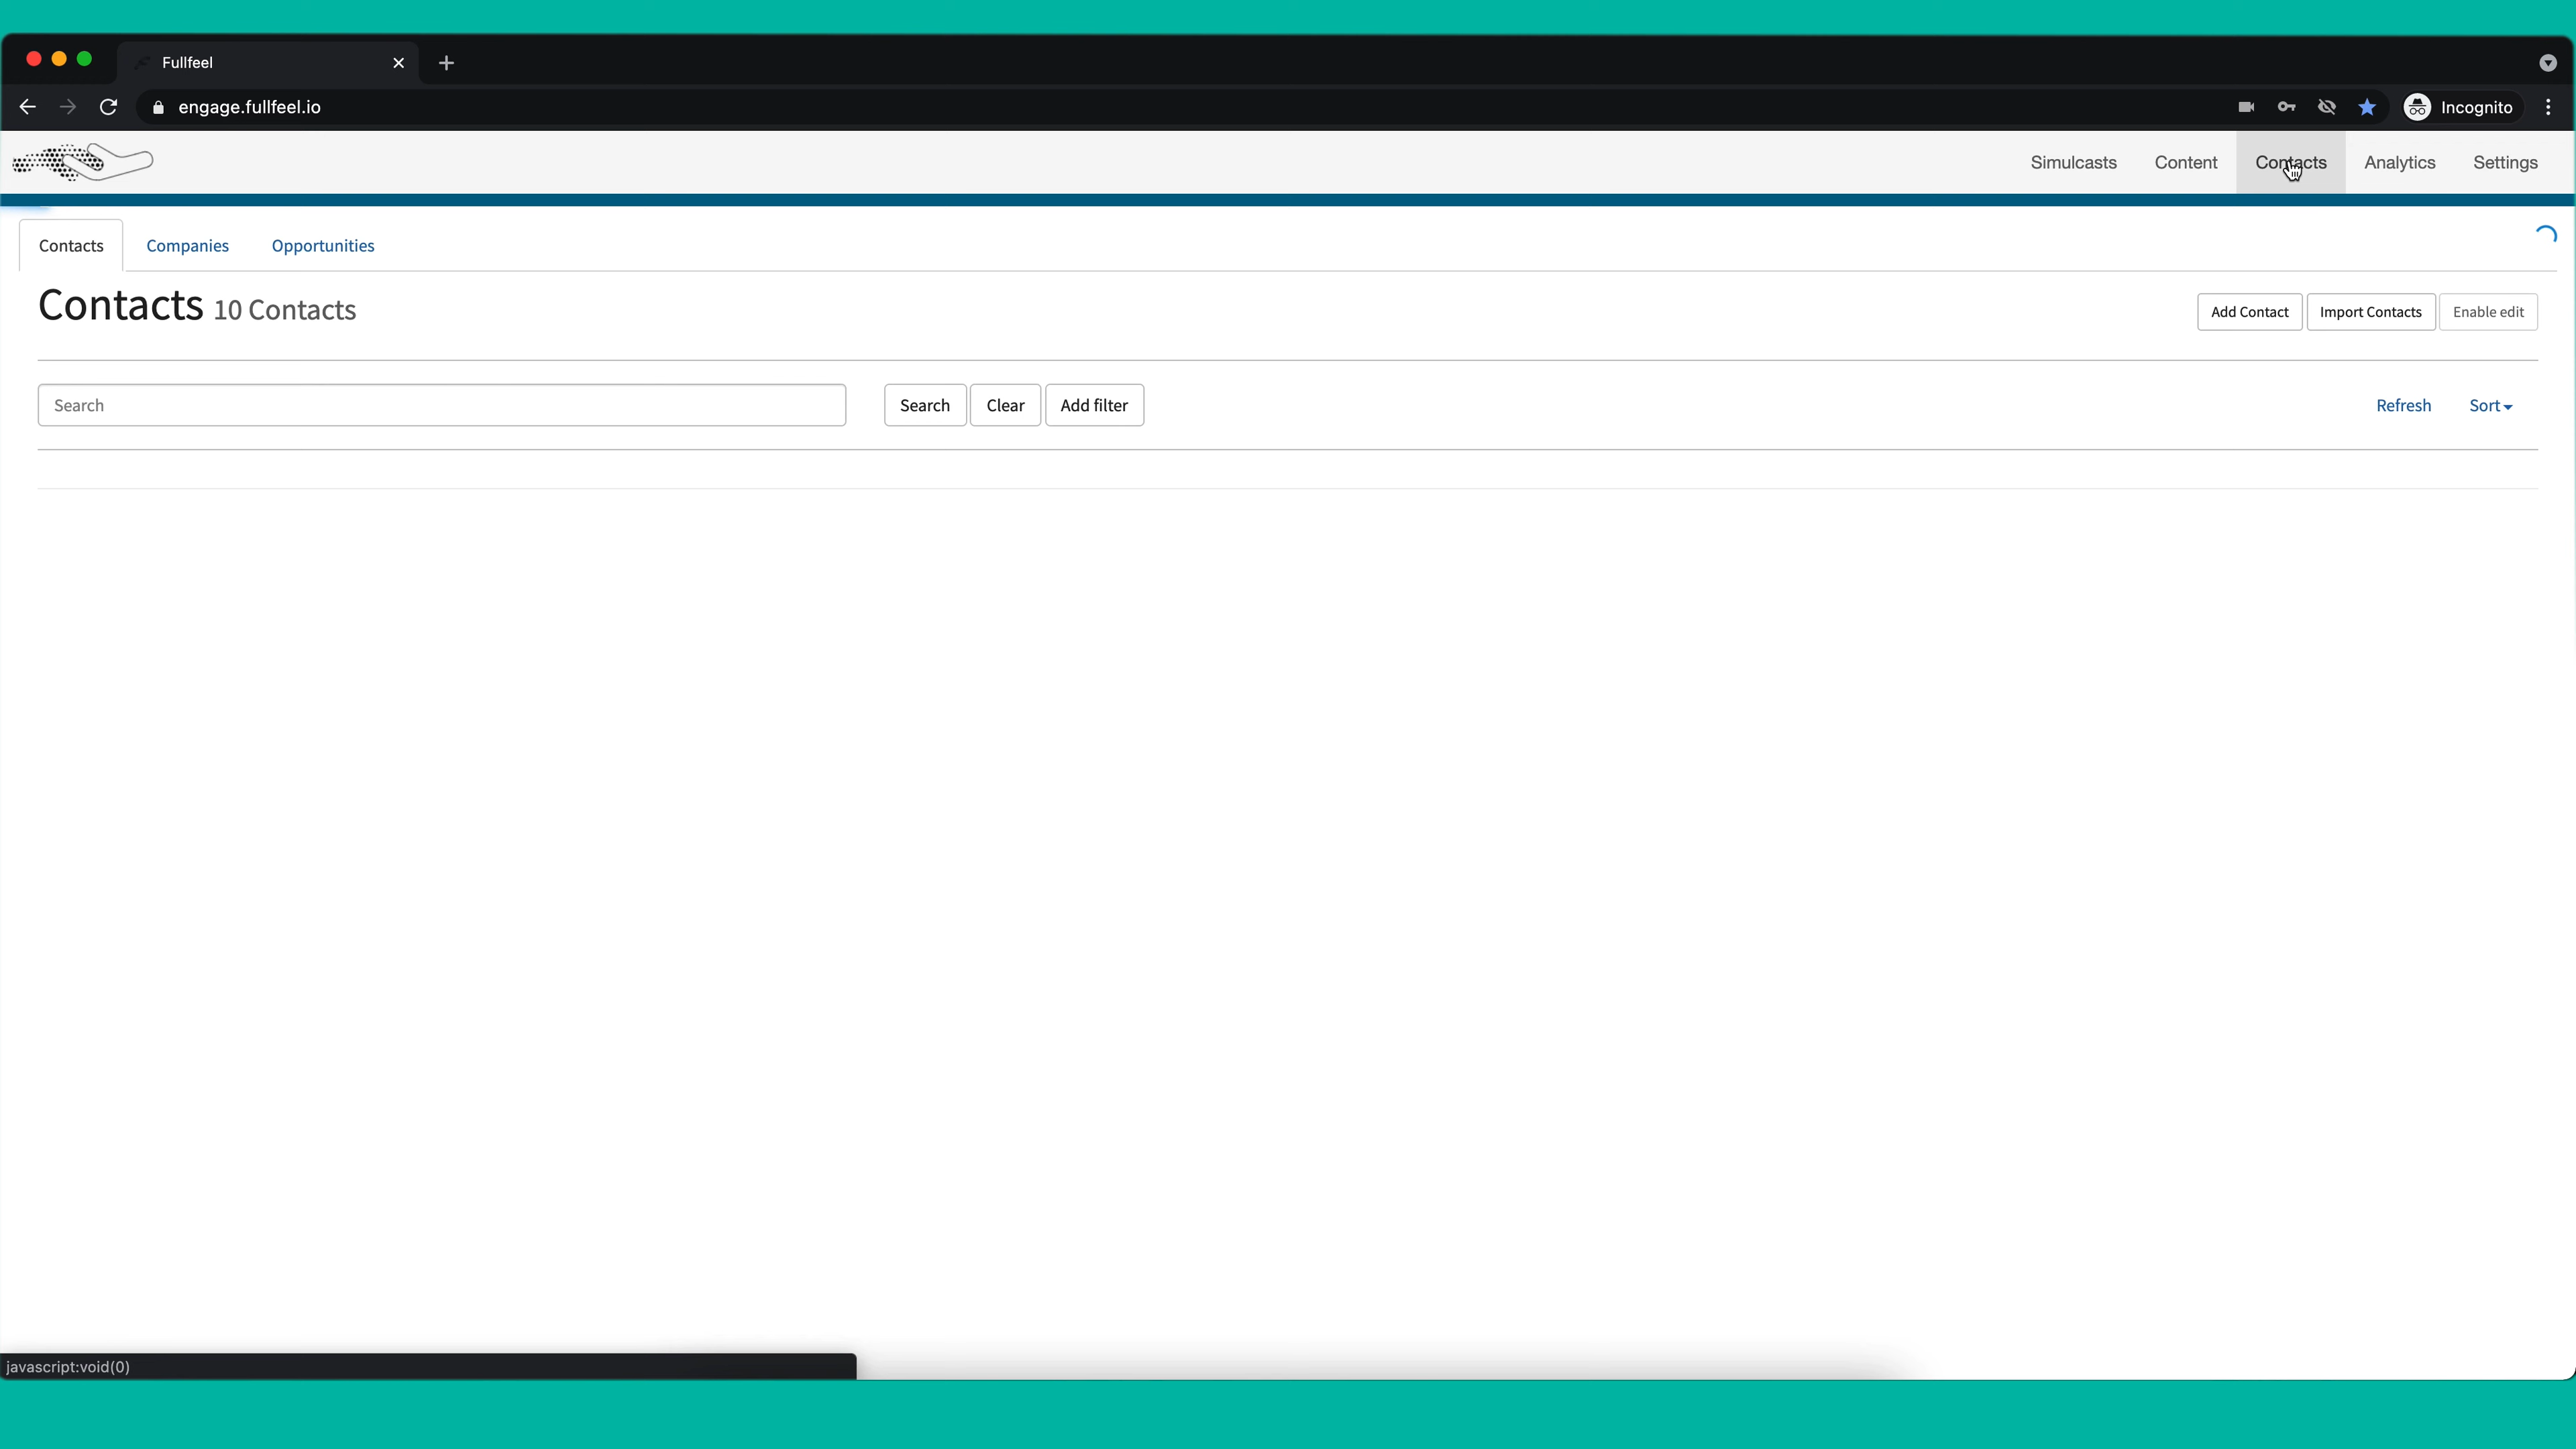 Fullfeel
engage.fullfeel.io
Incognito
Simulcasts Content Contacts Analytics Settings
Contacts Companies Opportunities
Contacts 10 Contacts
Add Contact Import Contacts Enable edit
Search Search Clear Add filter Refresh Sort
javascript:void(0)